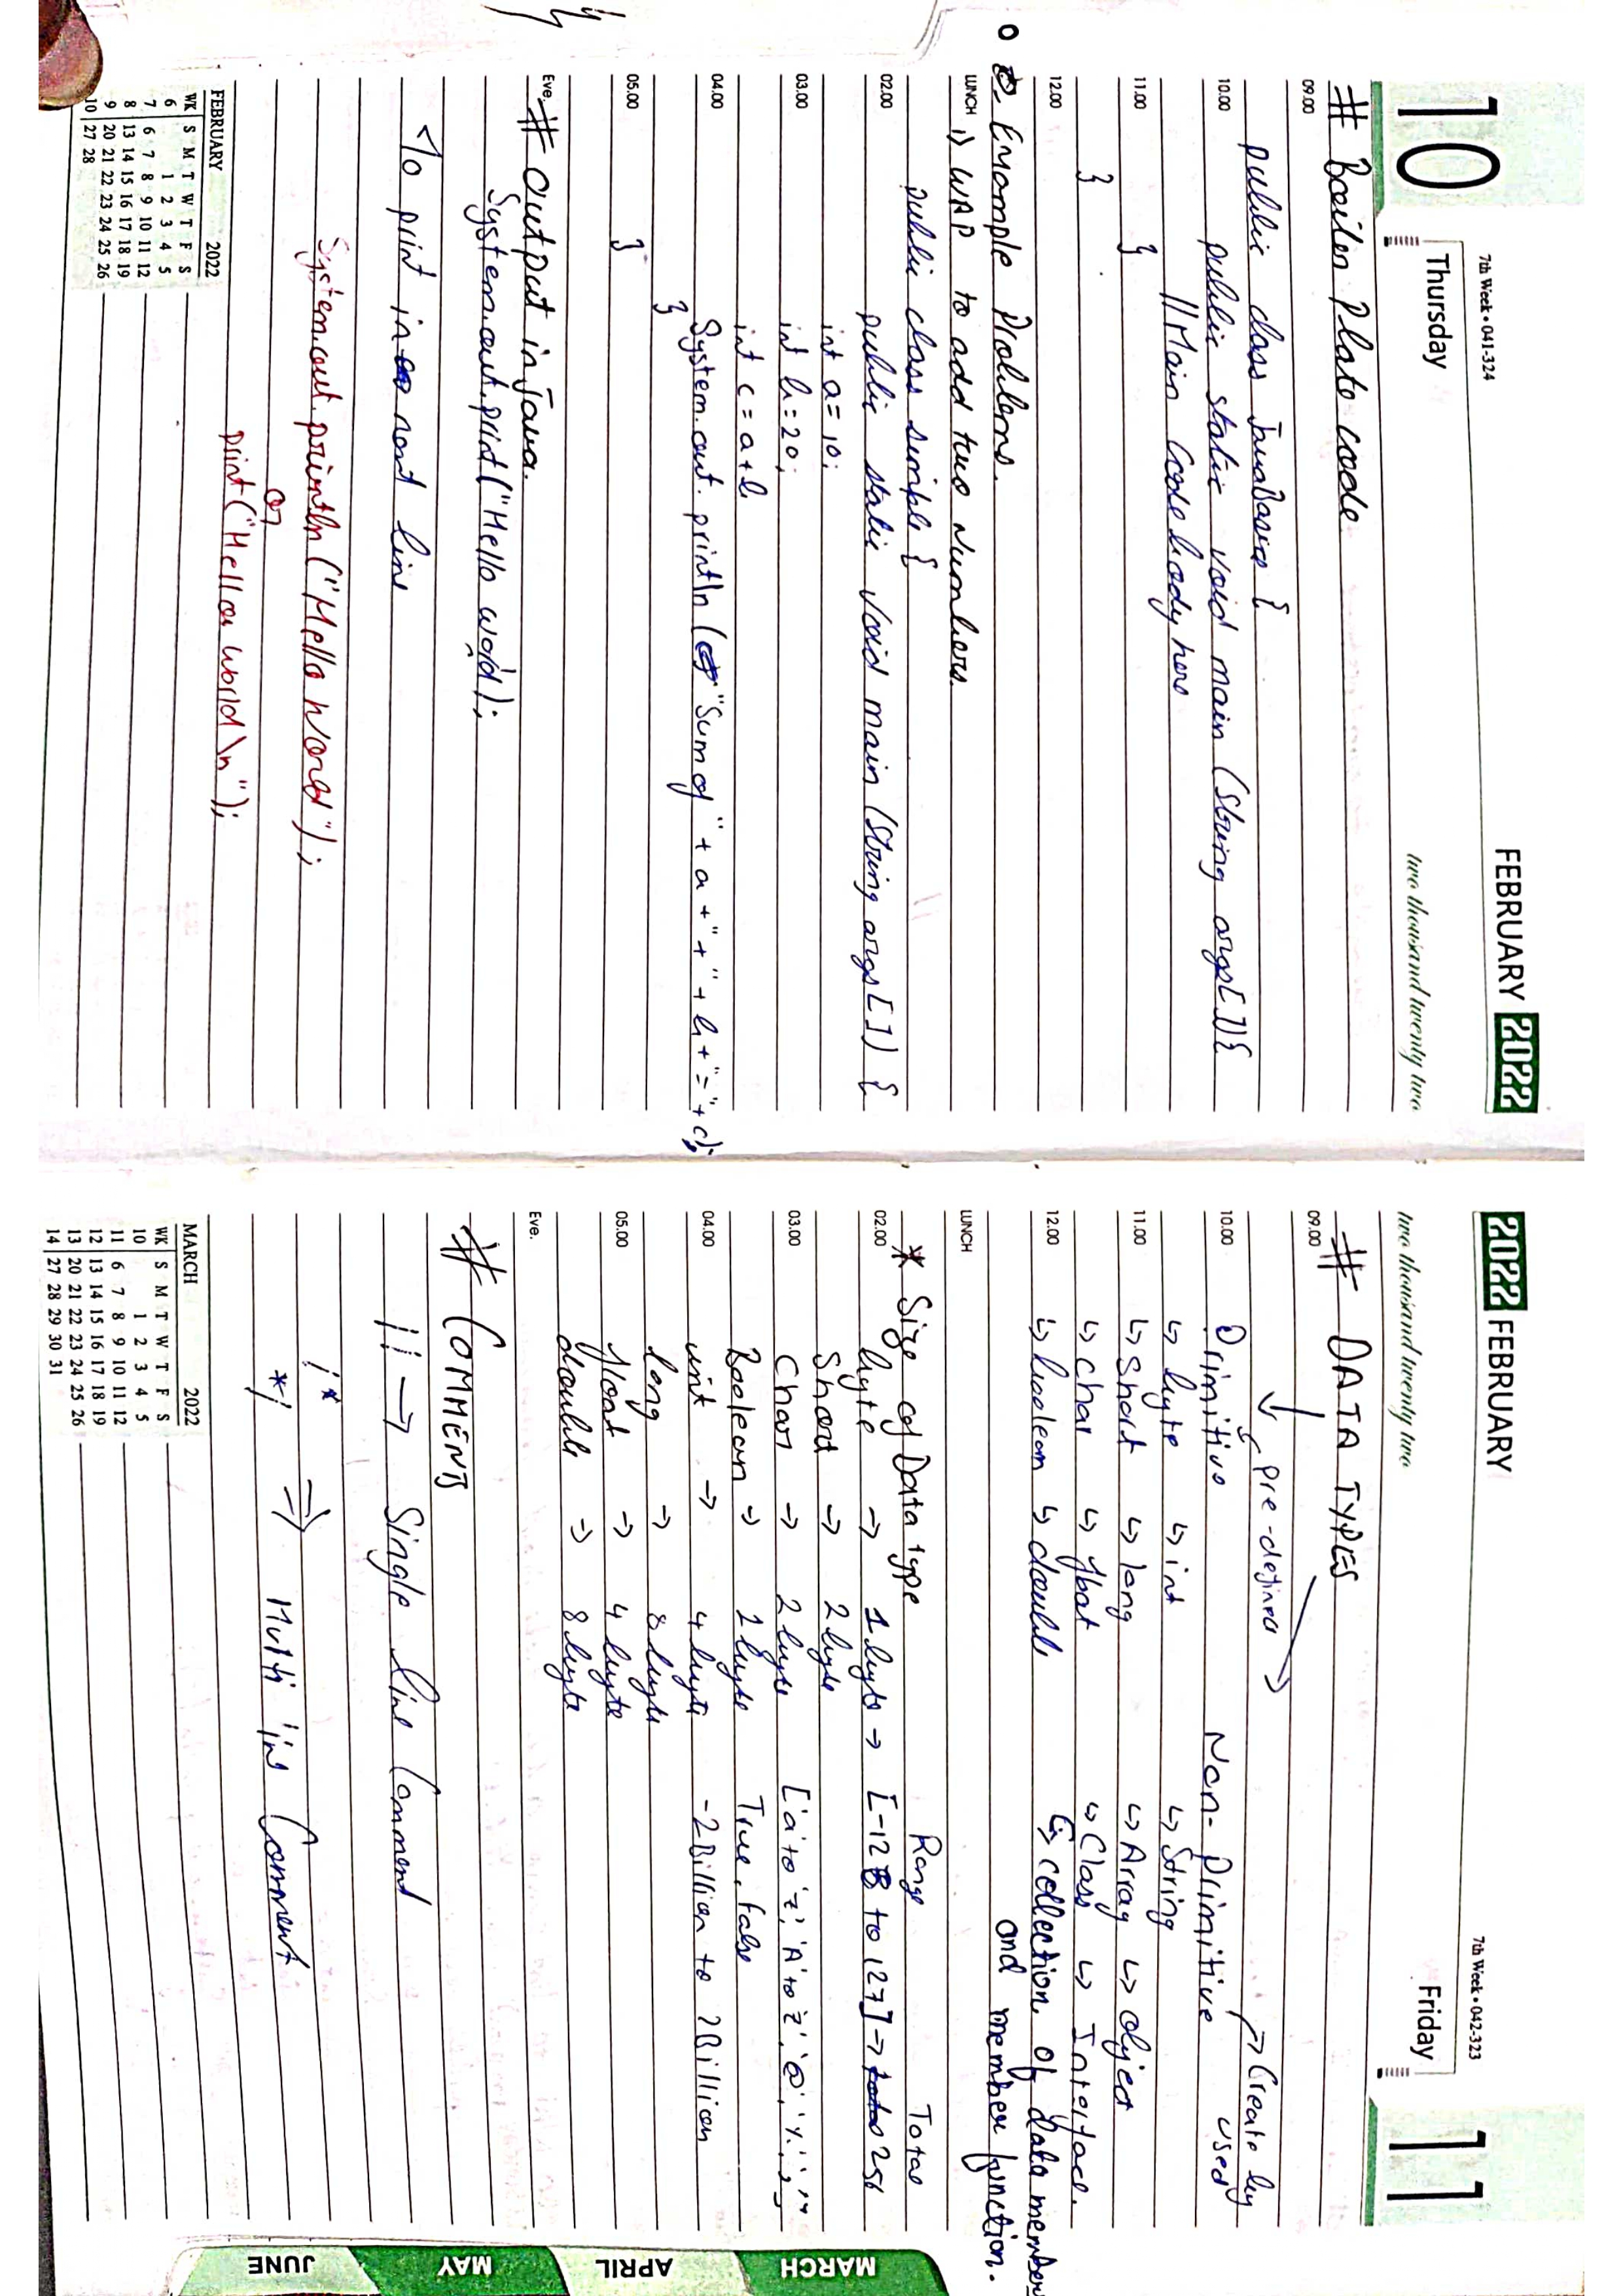 10
7th Week • 041-324
FEBRUARY 2022
Thursday
two thousand twenty two
# Boiler Plate code
09.00
public class JavaBasics {
10.00 public static void main (String args[]){
// Main Code body here
11.00 }
}
12.00
Example Problems.
LUNCH 1) WAP to add two Numbers.
public class simple {
02.00 public static void main (String args[]) {
int a = 10;
03.00 int b = 20;
int c = a+b
04.00 System.out. println ("Sum of " + a +"+" + b +"="+ c);
}
05.00 }
Eve. # Output in Java.
System.out.print("Hello world);
To print in next line
System.out.println ("Hello World");
or
print("Hello World \n");
FEBRUARY 2022
WK S M T W T F S
6 1 2 3 4 5
7 6 7 8 9 10 11 12
8 13 14 15 16 17 18 19
9 20 21 22 23 24 25 26
10 27 28
2022 FEBRUARY
7th Week • 042-323
11
Friday
two thousand twenty two
# DATA TYPES
09.00
pre-defined
Create by
used
10.00 Primitive Non-Primitive
↳ byte ↳ int ↳ String
11.00 ↳ Short ↳ long ↳ Array ↳ object
↳ char ↳ float ↳ Class ↳ Interface.
12.00 ↳ boolean ↳ double ↳ collection of data member
and member function.
LUNCH
* Size of Data type Range Total
02.00 byte → 1 byte → [-128 to 127] → 256
Short → 2 byte
03.00 Char → 2 byte ['a' to 'z', 'A' to 'Z', '@', '%', ',']
Boolean → 1 byte True, False
04.00 int → 4 byte -2 Billion to 2 Billion
long → 8 byte
05.00 float → 4 byte
double → 8 byte
Eve.
# COMMENTS
// → Single line Comment
/*
*/ ⇒ Multi line Comment
MARCH 2022
WK S M T W T F S
10 1 2 3 4 5
11 6 7 8 9 10 11 12
12 13 14 15 16 17 18 19
13 20 21 22 23 24 25 26
14 27 28 29 30 31
MARCH
APRIL
MAY
JUNE